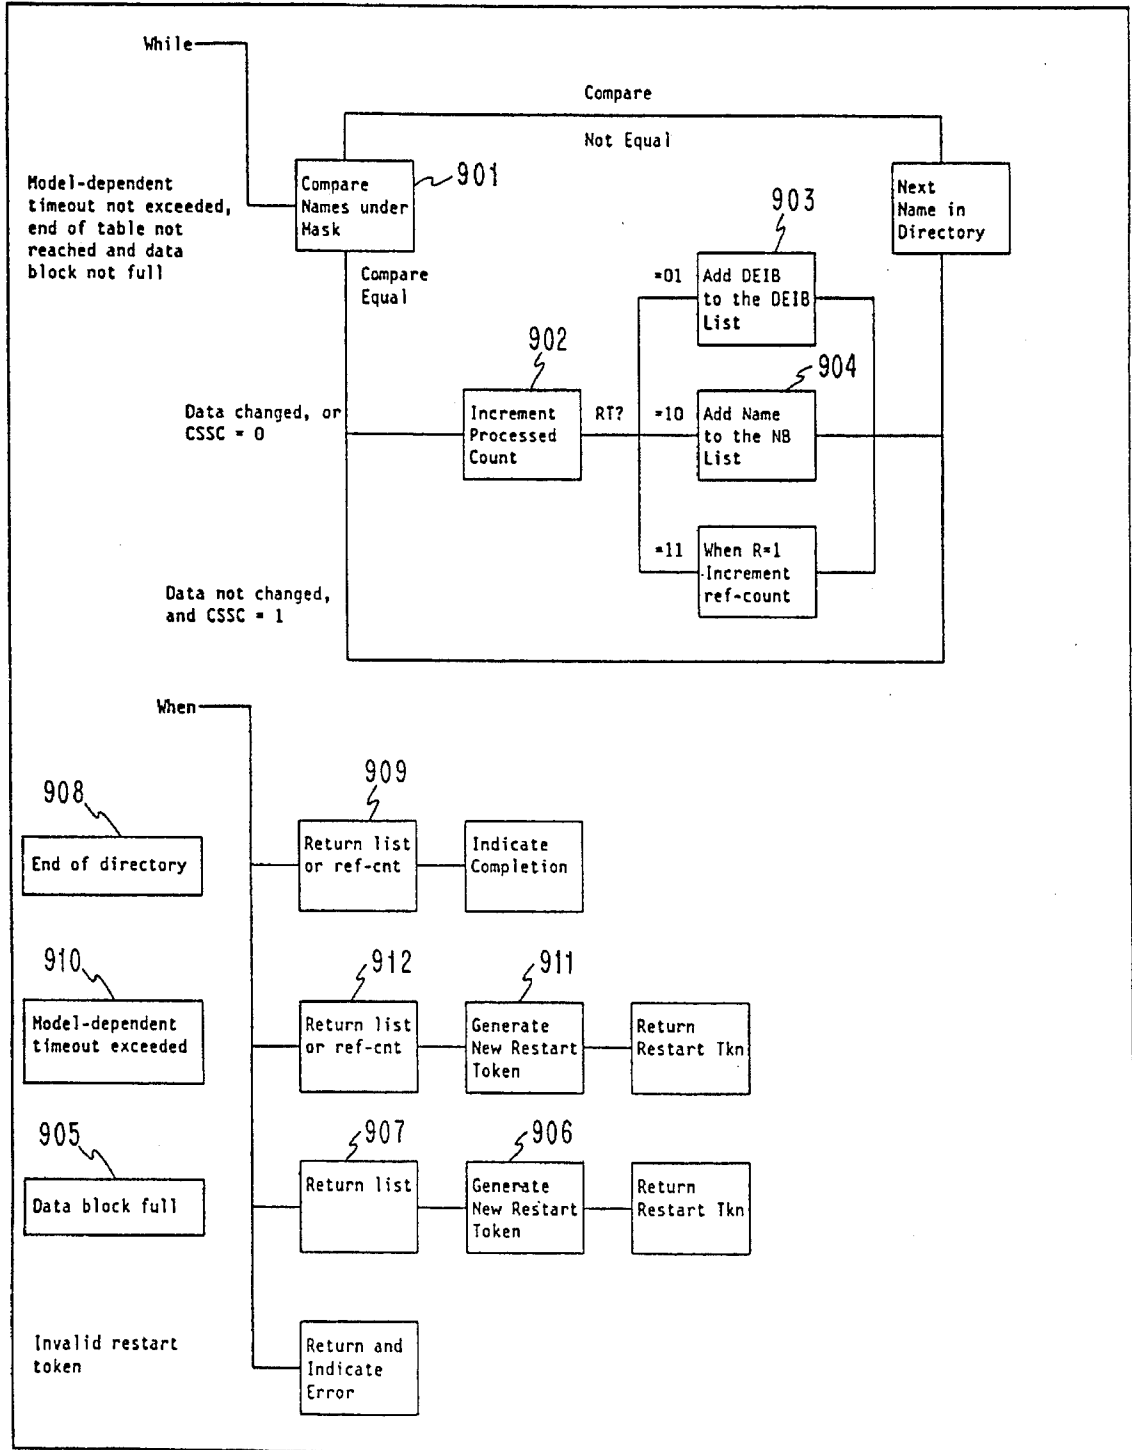 While
Compare
Not Equal
Model-dependent
timeout not exceeded,
end of table not
reached and data
block not full
Compare
Names under
Mask
901
Next
Name in
Directory
Compare
Equal
903
=01
Add DEIB
to the DEIB
List
902
904
Data changed, or
CSSC = 0
Increment
Processed
Count
RT?
=10
Add Name
to the NB
List
=11
When R=1
Increment
ref-count
Data not changed,
and CSSC = 1
When
908
End of directory
909
Return list
or ref-cnt
Indicate
Completion
910
Model-dependent
timeout exceeded
912
Return list
or ref-cnt
911
Generate
New Restart
Token
Return
Restart Tkn
905
Data block full
907
Return list
906
Generate
New Restart
Token
Return
Restart Tkn
Invalid restart
token
Return and
Indicate
Error